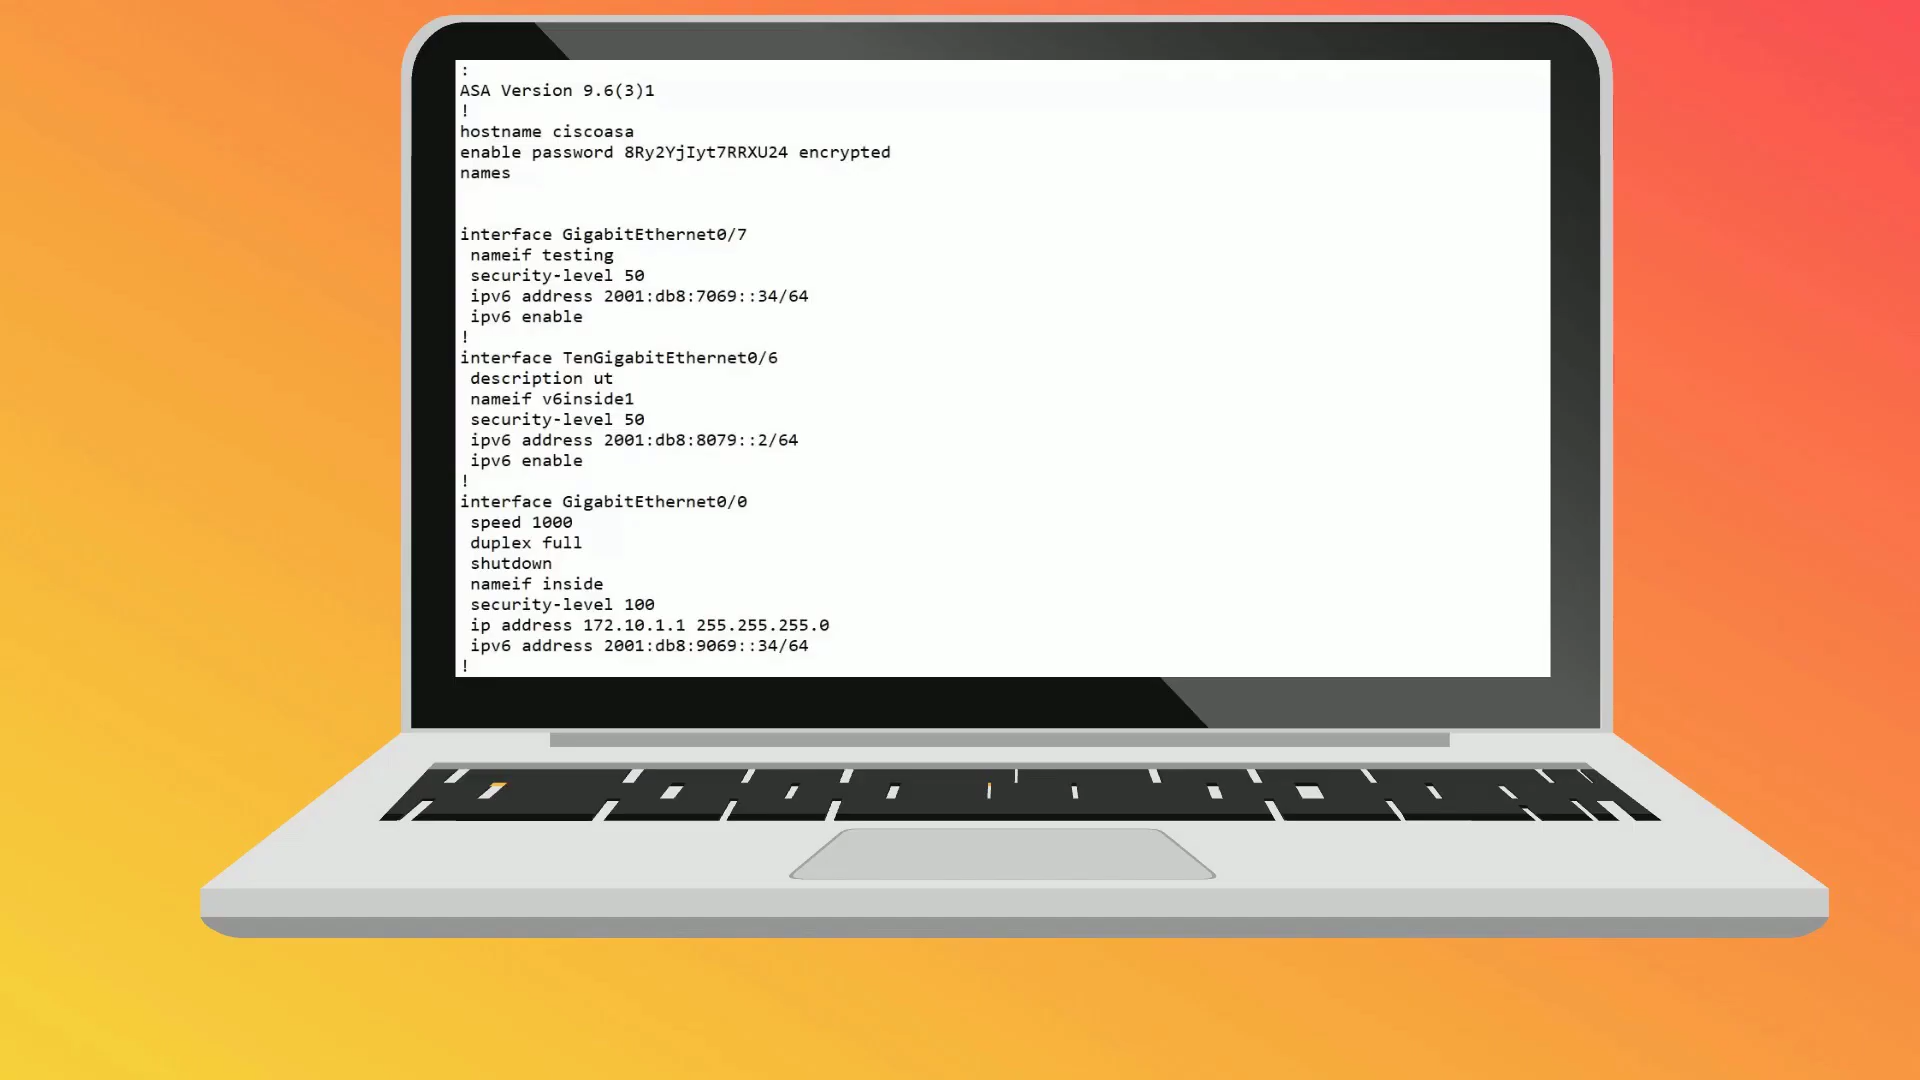 :
ASA Version 9.6(3)1
!
hostname ciscoasa
enable password 8Ry2YjIyt7RRXU24 encrypted
names
interface GigabitEthernet0/7
nameif testing
security-level 50
ipv6 address 2001:db8:7069::34/64
ipv6 enable
!
interface TenGigabitEthernet0/6
description ut
nameif v6inside1
security-level 50
ipv6 address 2001:db8:8079::2/64
ipv6 enable
!
interface GigabitEthernet0/0
speed 1000
duplex full
shutdown
nameif inside
security-level 100
ip address 172.10.1.1 255.255.255.0
ipv6 address 2001:db8:9069::34/64
!